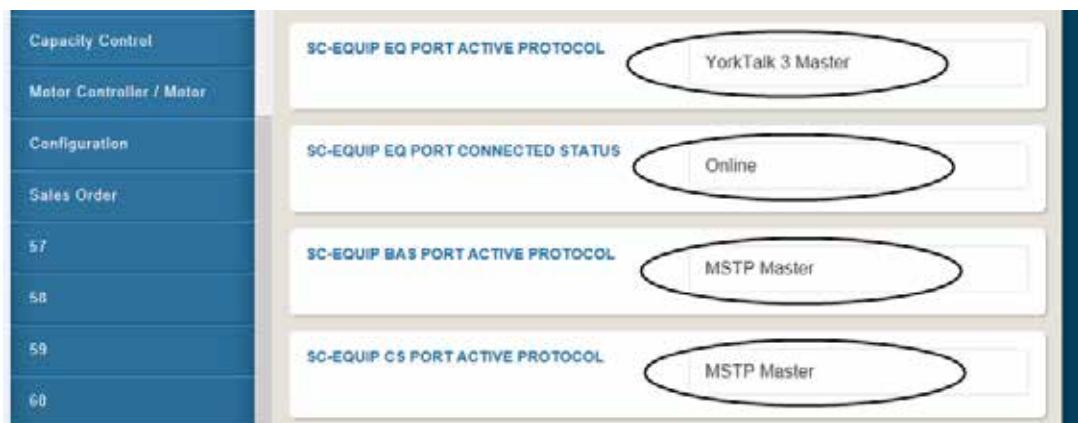 Capacity Control
Motor Controller / Motor
Configuration
Sales Order
57
58
59
60
SC-EQUIP EQ PORT ACTIVE PROTOCOL
YorkTalk 3 Master
SC-EQUIP EQ PORT CONNECTED STATUS
Online
SC-EQUIP BAS PORT ACTIVE PROTOCOL
MSTP Master
SC-EQUIP CS PORT ACTIVE PROTOCOL
MSTP Master